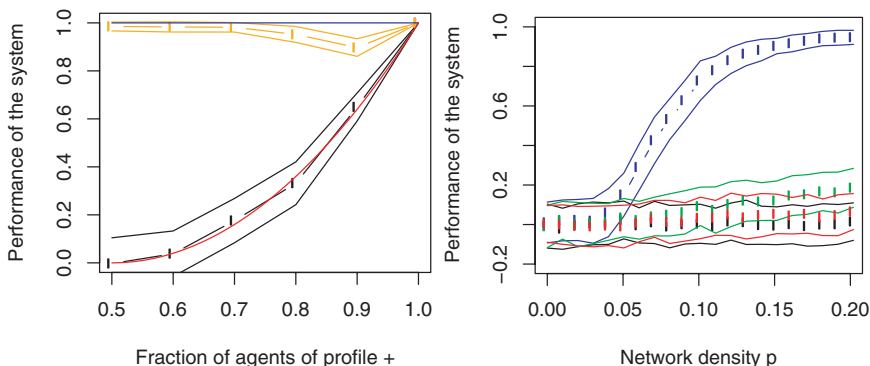 Performance of the system
1.0
0.8
0.6
0.4
0.2
0.0
0.5 0.6 0.7 0.8 0.9 1.0
Fraction of agents of profile +
Performance of the system
1.0
0.6
0.2
−0.2
0.00 0.05 0.10 0.15 0.20
Network density p